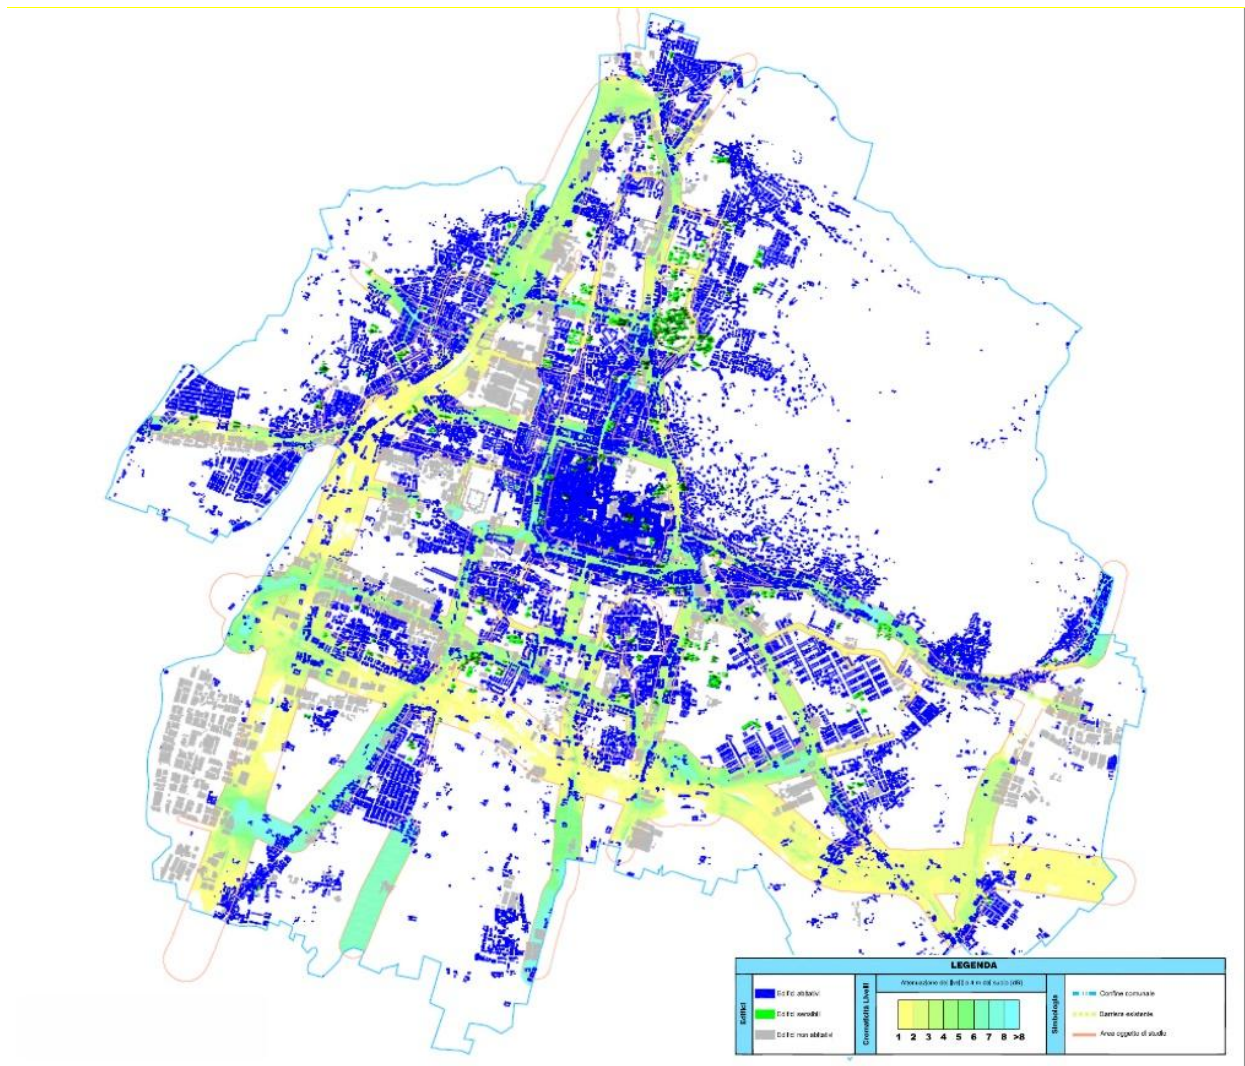 LEGENDA
Edifici
Edifici abitativi
Edifici sensibili
Edifici non abitativi
Cromaticità Livelli
Attenuazione dei livelli a 4 m dal suolo (dB)
1 2 3 4 5 6 7 8 >8
Simbologia
Confine comunale
Barriera esistente
Area oggetto di studio